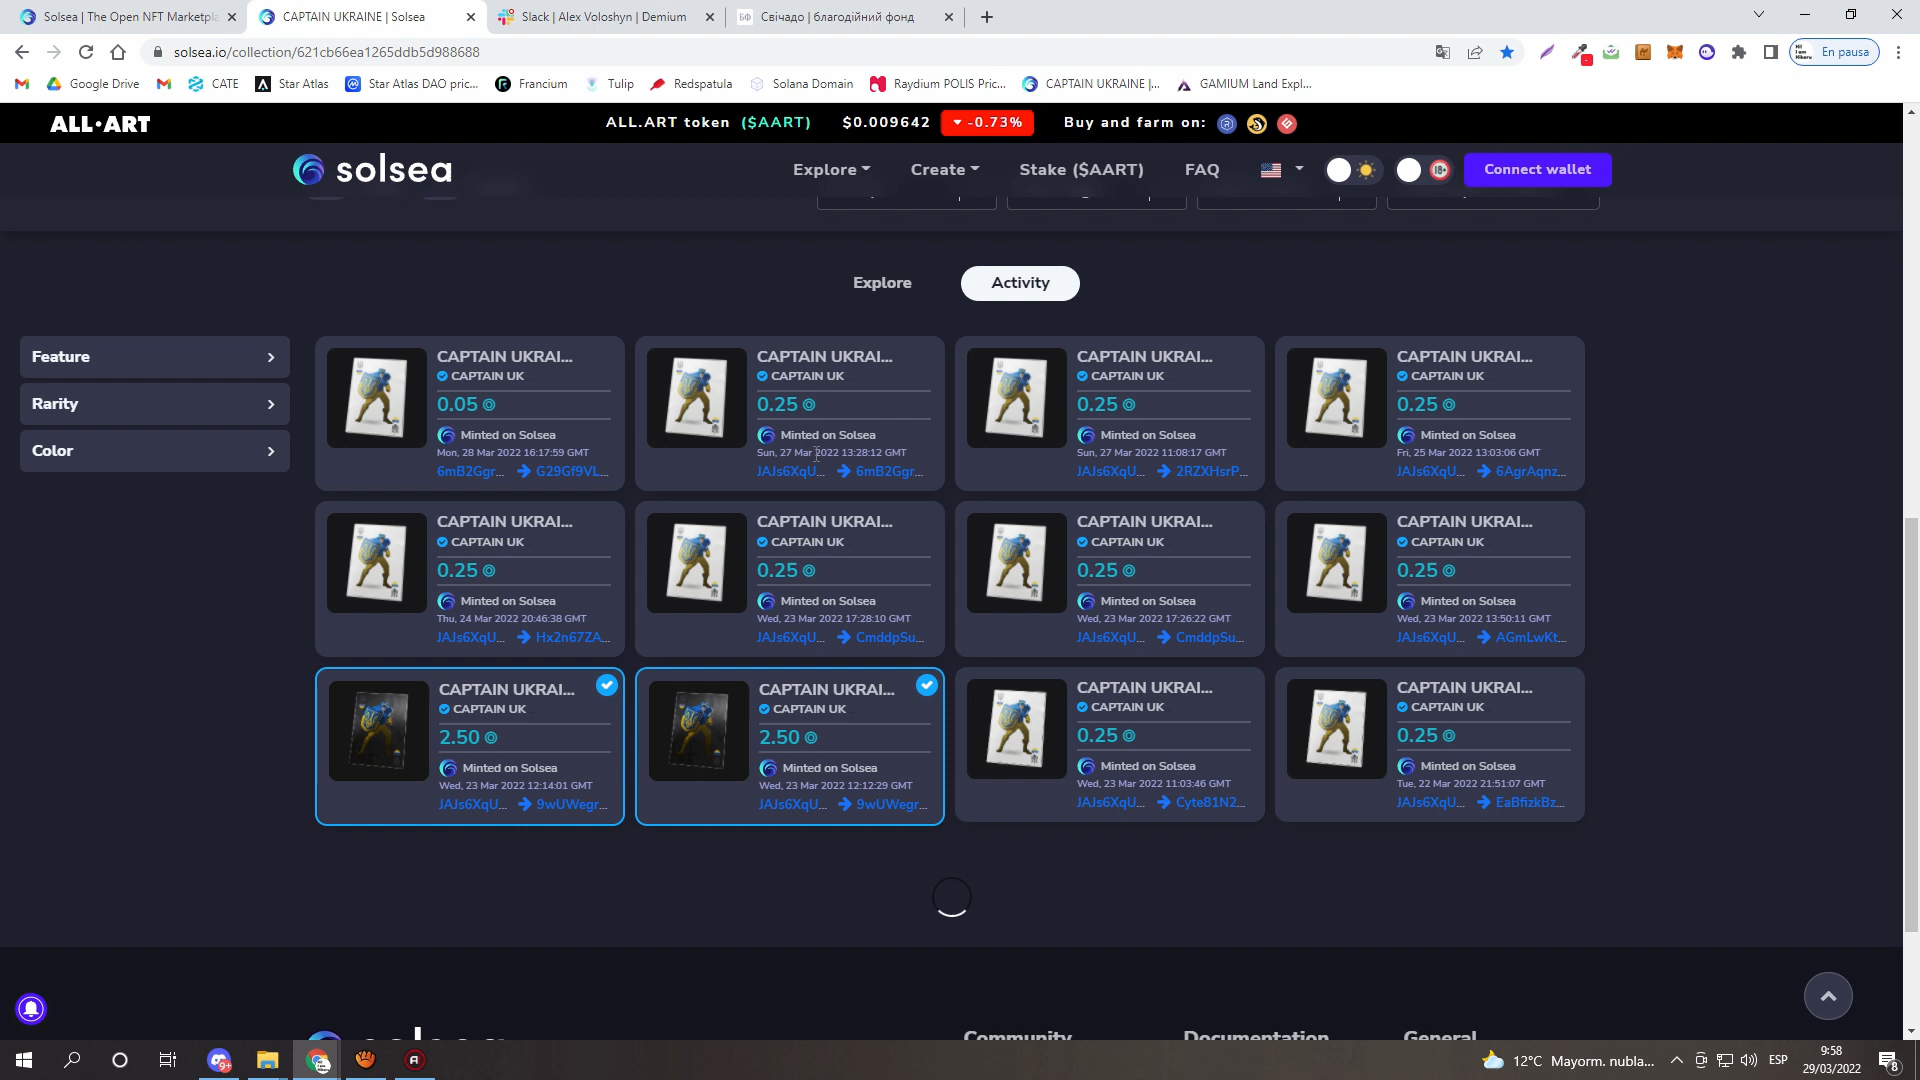 Solsea | The Open NFT Marketpla
CAPTAIN UKRAINE | Solsea
Slack | Alex Voloshyn | Demium
Свічадо | благодійний фонд
solsea.io/collection/621cb66ea1265ddb5d988688
En pausa
Google Drive
CATE
Star Atlas
Star Atlas DAO pric...
Francium
Tulip
Redspatula
Solana Domain
Raydium POLIS Pric...
CAPTAIN UKRAINE |...
GAMIUM Land Expl...
ALL•ART
ALL.ART token ($AART) $0.009642 -0.73% Buy and farm on:
solsea
Explore Create Stake ($AART) FAQ
18+
Connect wallet
Explore Activity
Feature
Rarity
Color
CAPTAIN UKRAI...
CAPTAIN UK
0.05
Minted on Solsea
Mon, 28 Mar 2022 16:17:59 GMT
6mB2Ggr... G29Gf9VL...
CAPTAIN UKRAI...
CAPTAIN UK
0.25
Minted on Solsea
Sun, 27 Mar 2022 13:28:12 GMT
JAJs6XqU... 6mB2Ggr...
CAPTAIN UKRAI...
CAPTAIN UK
0.25
Minted on Solsea
Sun, 27 Mar 2022 11:08:17 GMT
JAJs6XqU... 2RZXHsrP...
CAPTAIN UKRAI...
CAPTAIN UK
0.25
Minted on Solsea
Fri, 25 Mar 2022 13:03:06 GMT
JAJs6XqU... 6AgrAqnz...
CAPTAIN UKRAI...
CAPTAIN UK
0.25
Minted on Solsea
Thu, 24 Mar 2022 20:46:38 GMT
JAJs6XqU... Hx2n67ZA...
CAPTAIN UKRAI...
CAPTAIN UK
0.25
Minted on Solsea
Wed, 23 Mar 2022 17:28:10 GMT
JAJs6XqU... CmddpSu...
CAPTAIN UKRAI...
CAPTAIN UK
0.25
Minted on Solsea
Wed, 23 Mar 2022 17:26:22 GMT
JAJs6XqU... CmddpSu...
CAPTAIN UKRAI...
CAPTAIN UK
0.25
Minted on Solsea
Wed, 23 Mar 2022 13:50:11 GMT
JAJs6XqU... AGmLwKt...
CAPTAIN UKRAI...
CAPTAIN UK
2.50
Minted on Solsea
Wed, 23 Mar 2022 12:14:01 GMT
JAJs6XqU... 9wUWegr...
CAPTAIN UKRAI...
CAPTAIN UK
2.50
Minted on Solsea
Wed, 23 Mar 2022 12:12:29 GMT
JAJs6XqU... 9wUWegr...
CAPTAIN UKRAI...
CAPTAIN UK
0.25
Minted on Solsea
Wed, 23 Mar 2022 11:03:46 GMT
JAJs6XqU... Cyte81N2...
CAPTAIN UKRAI...
CAPTAIN UK
0.25
Minted on Solsea
Tue, 22 Mar 2022 21:51:07 GMT
JAJs6XqU... EaBfizkBz...
Community Documentation General
12°C Mayorm. nubla...
ESP
9:58
29/03/2022
8